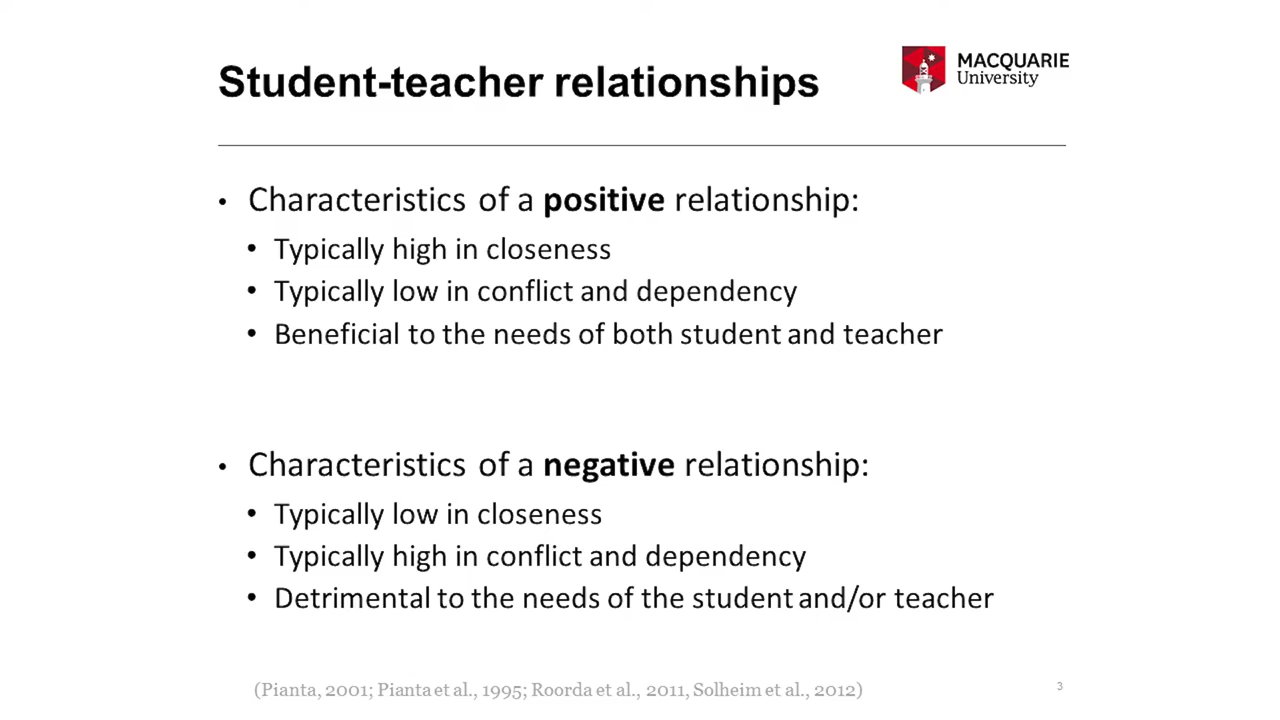 Student-teacher relationships
MACQUARIE
University
• Characteristics of a positive relationship:
• Typically high in closeness
• Typically low in conflict and dependency
• Beneficial to the needs of both student and teacher
• Characteristics of a negative relationship:
• Typically low in closeness
• Typically high in conflict and dependency
• Detrimental to the needs of the student and/or teacher
(Pianta, 2001; Pianta et al., 1995; Roorda et al., 2011, Solheim et al., 2012)
3